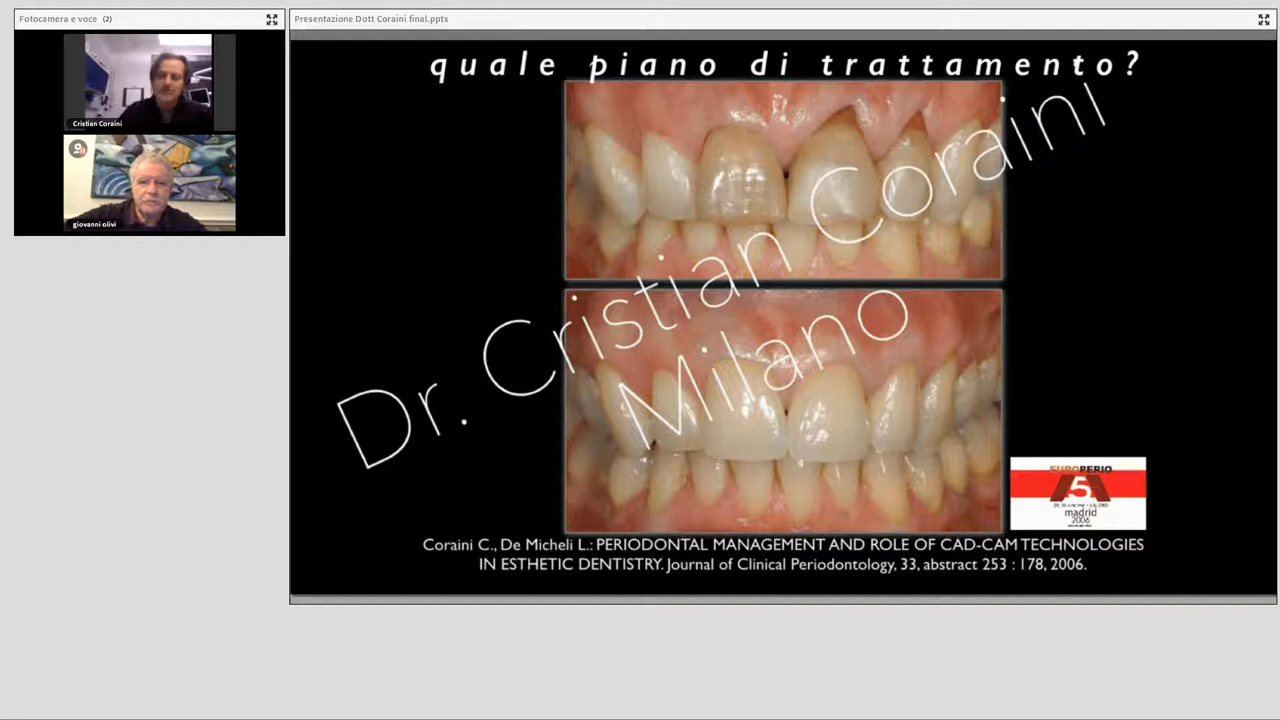 Fotocamera e voce (2)
Cristian Coraini
giovanni olivi
Presentazione Dott Coraini final.pptx
quale piano di trattamento?
Dr. Cristian Coraini
Milano
EUROPERIO
5
madrid
2006
Coraini C., De Micheli L.: PERIODONTAL MANAGEMENT AND ROLE OF CAD-CAM TECHNOLOGIES
IN ESTHETIC DENTISTRY. Journal of Clinical Periodontology, 33, abstract 253 : 178, 2006.